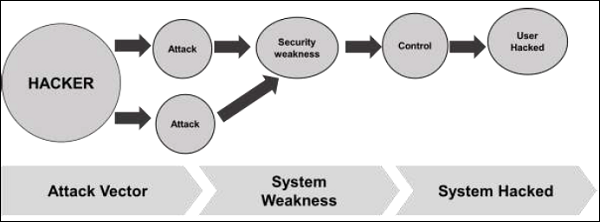 HACKER
Attack
Attack
Security
weakness
Control
User
Hacked
Attack Vector
System
Weakness
System Hacked